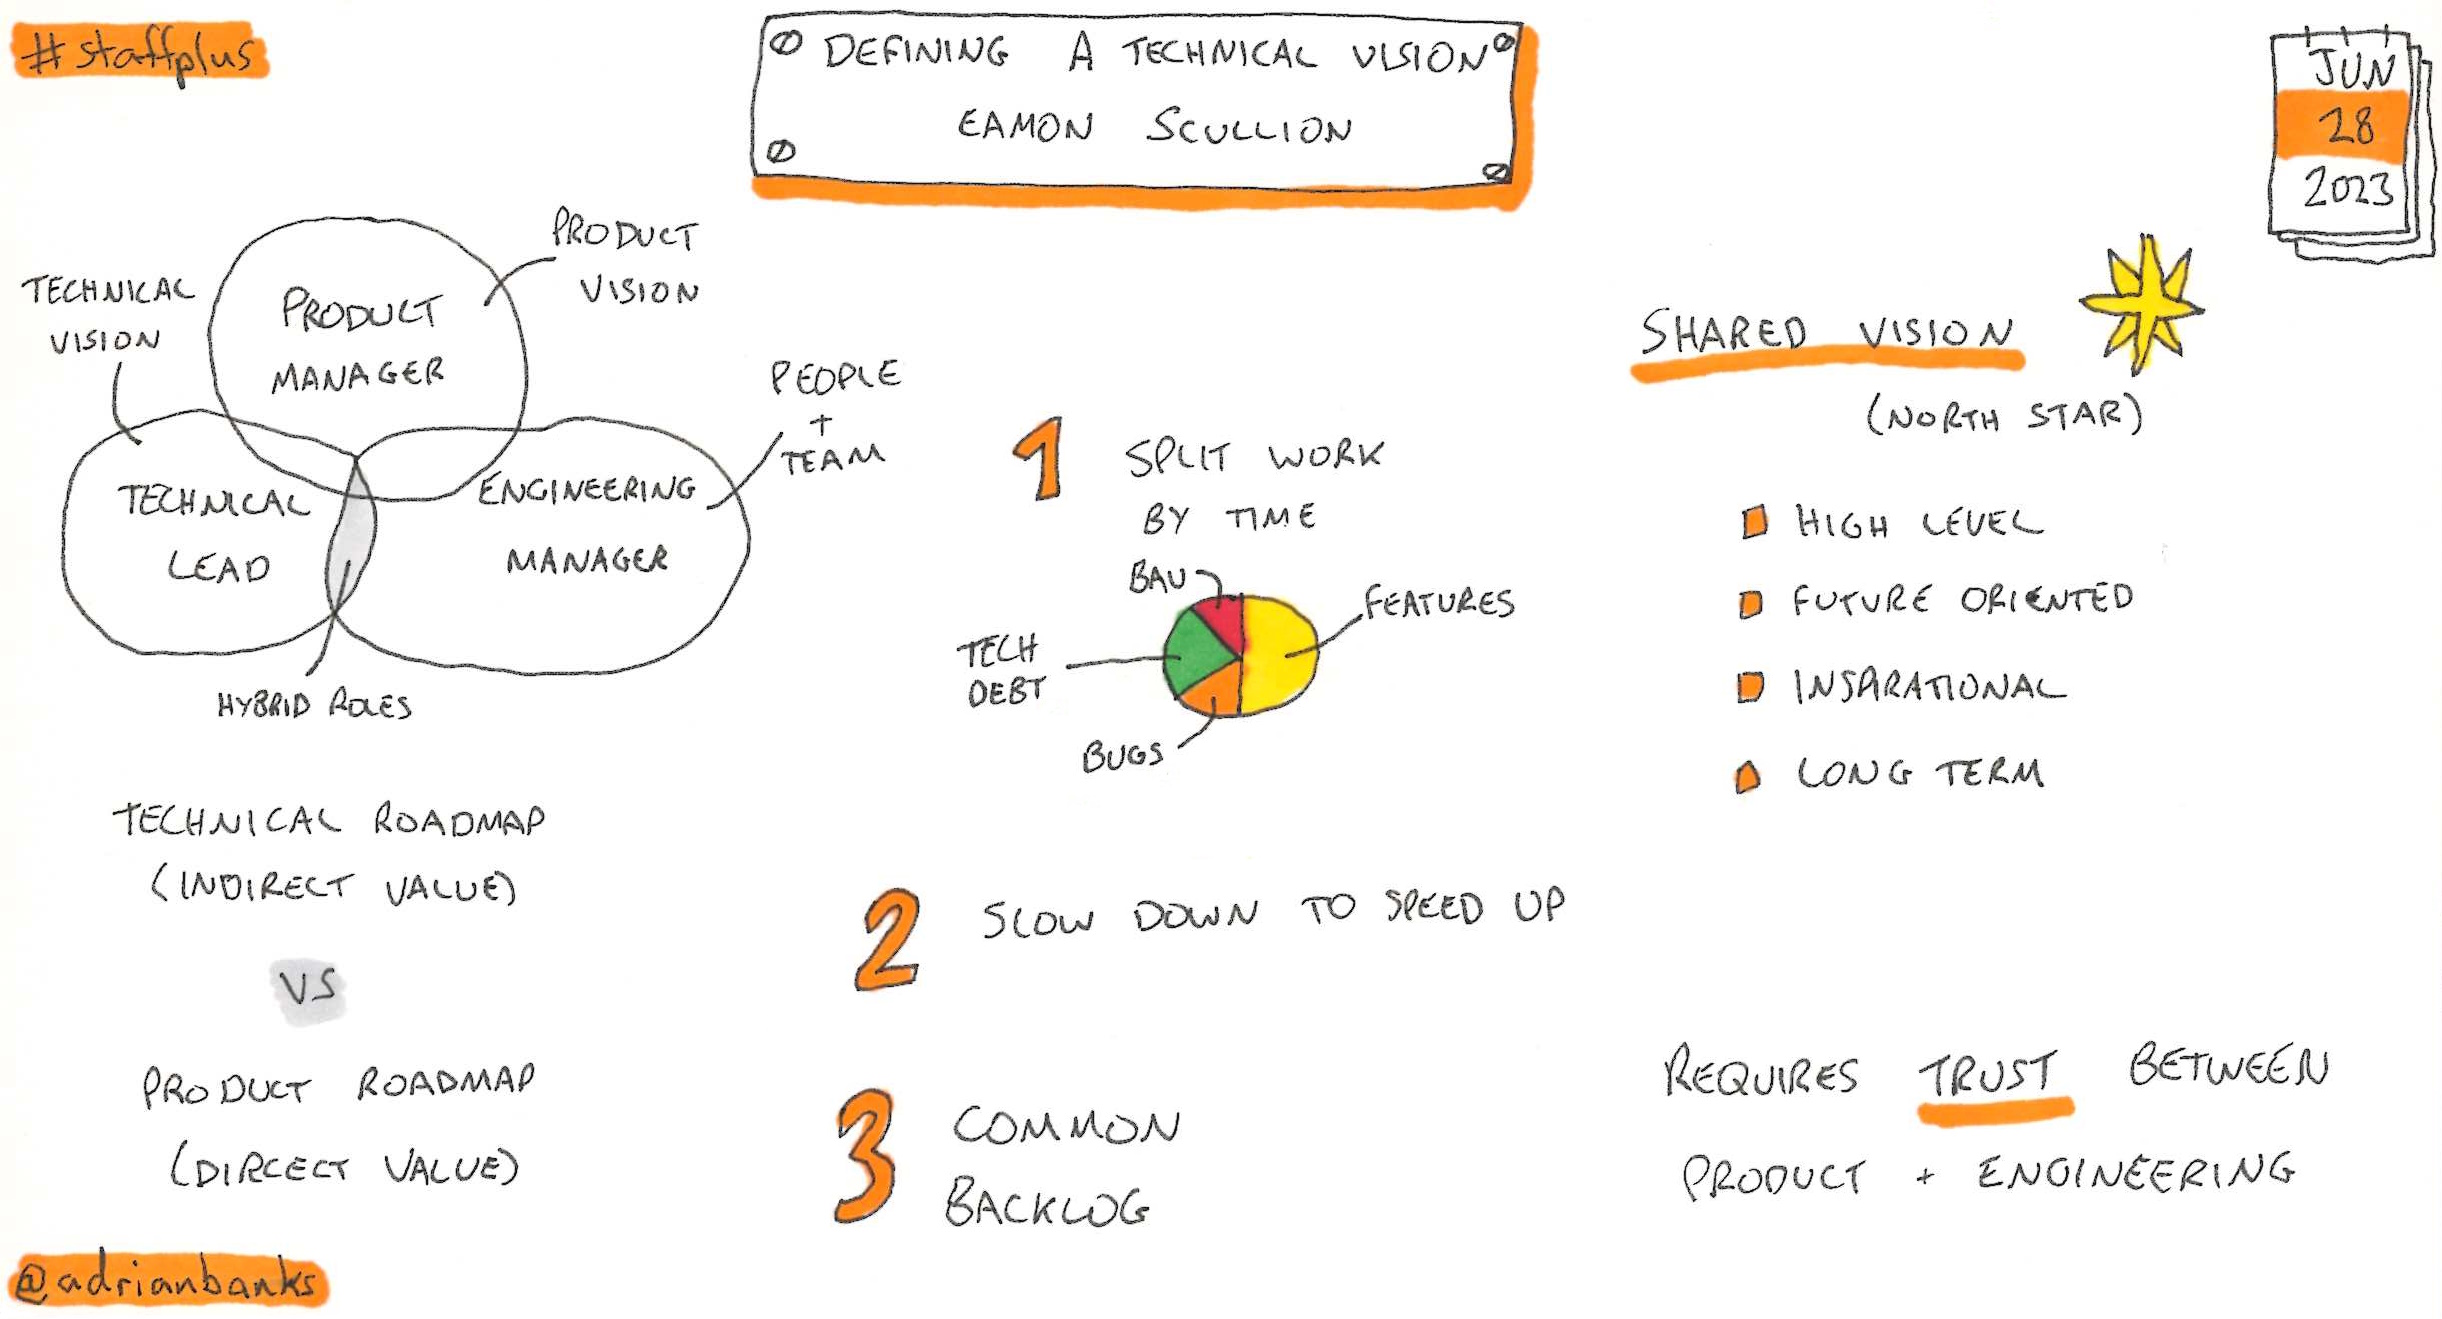 #staffplus
DEFINING A TECHNICAL VISION
EAMON SCULLION
JUN
28
2023
TECHNICAL
VISION
PRODUCT
VISION
PRODUCT
MANAGER
PEOPLE
+
TEAM
TECHNICAL
LEAD
ENGINEERING
MANAGER
HYBRID ROLES
TECHNICAL ROADMAP
(INDIRECT VALUE)
VS
PRODUCT ROADMAP
(DIRCECT VALUE)
1 SPLIT WORK
BY TIME
BAU
FEATURES
TECH
DEBT
BUGS
2 SLOW DOWN TO SPEED UP
3 COMMON
BACKLOG
SHARED VISION
(NORTH STAR)
HIGH LEVEL
FUTURE ORIENTED
INSPIRATIONAL
LONG TERM
REQUIRES TRUST BETWEEN
PRODUCT + ENGINEERING
@adrianbanks